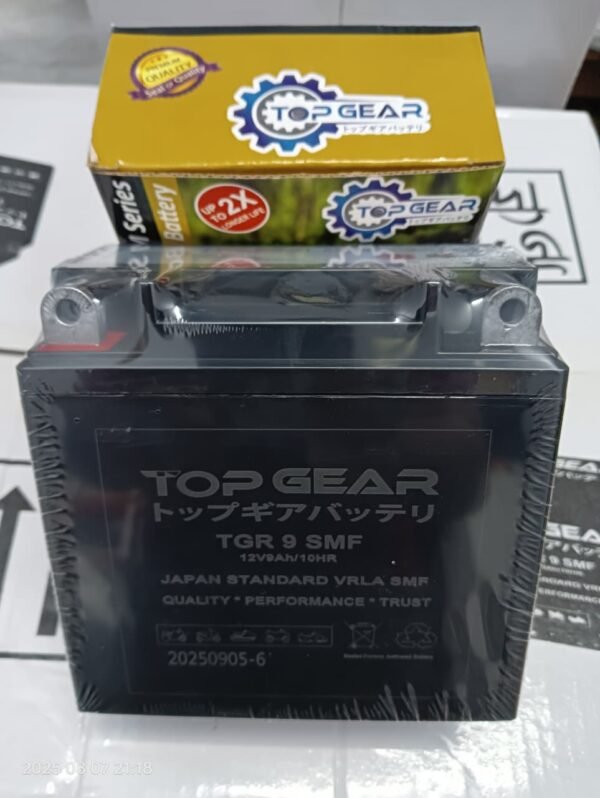 PREMIUM
QUALITY
Seal of Quality
TOP GEAR
トップギアバッテリ
Series
Battery
UP
TO 2X
LONGER LIFE
TOP GEAR
トップギアバッテリ
TOP GEAR
トップギアバッテリ
TGR 9 SMF
12V9Ah/10HR
JAPAN STANDARD VRLA SMF
QUALITY * PERFORMANCE * TRUST
20250905-6
2025-08-07 21:18